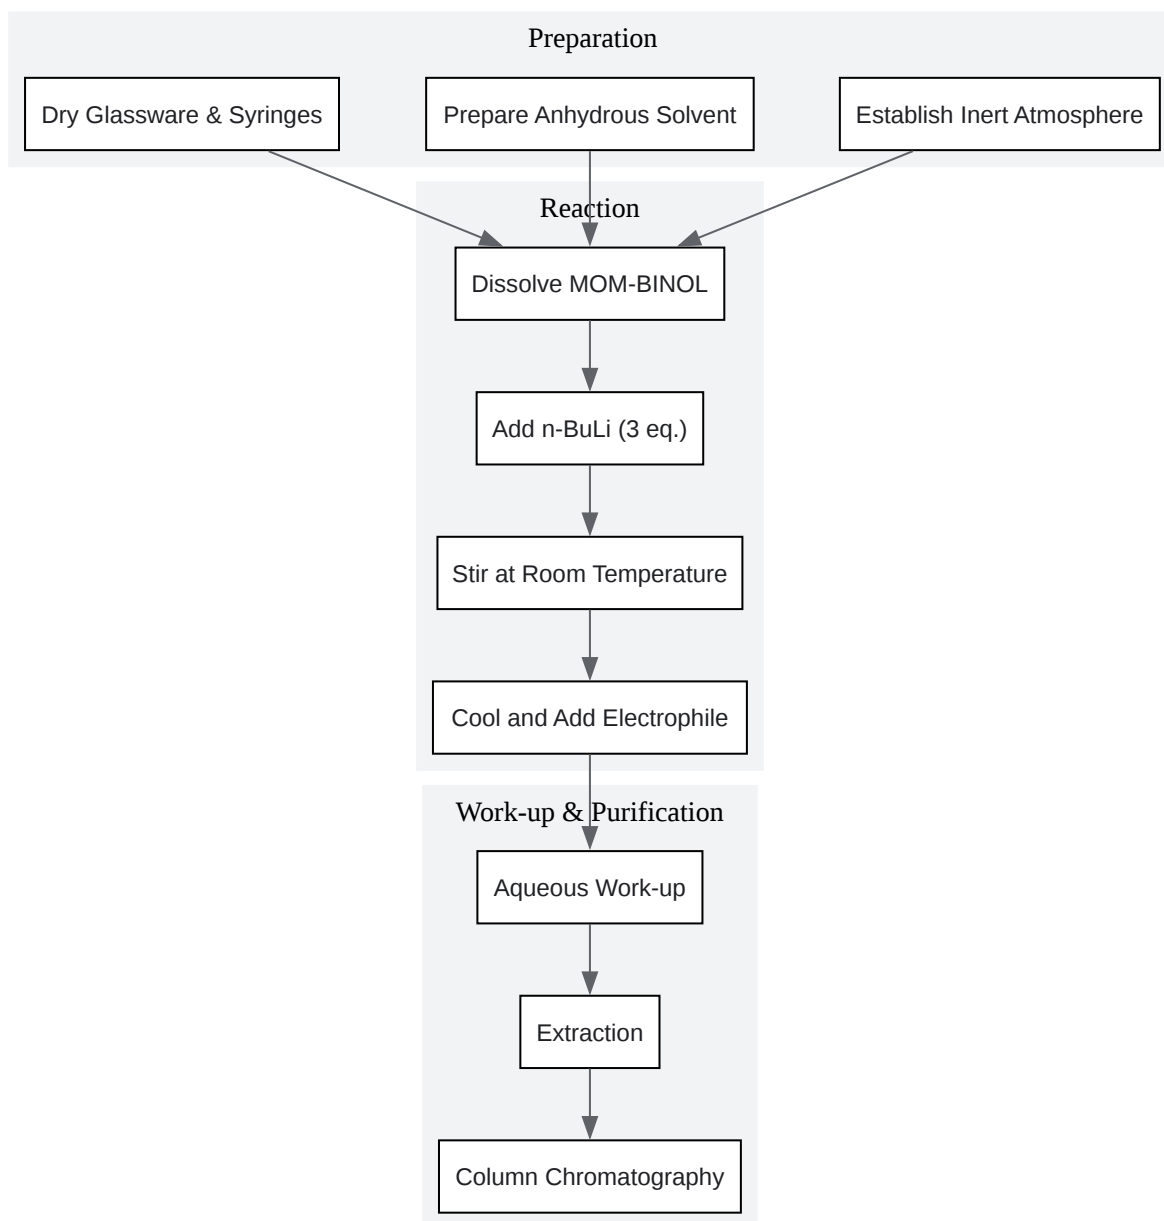 Preparation
Dry Glassware & Syringes
Prepare Anhydrous Solvent
Establish Inert Atmosphere
Reaction
Dissolve MOM-BINOL
Add n-BuLi (3 eq.)
Stir at Room Temperature
Cool and Add Electrophile
Work-up & Purification
Aqueous Work-up
Extraction
Column Chromatography